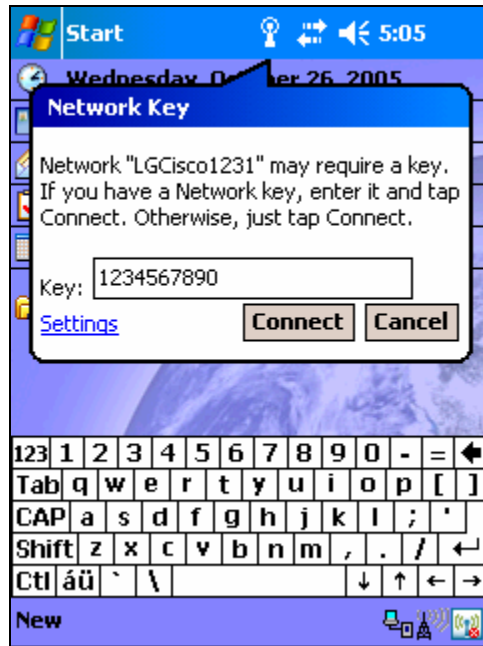 Start 5:05
Wednesday, October 26, 2005
Network Key
Network "LGCisco1231" may require a key.
If you have a Network key, enter it and tap
Connect. Otherwise, just tap Connect.
Key: 1234567890
Settings Connect Cancel
123 1 2 3 4 5 6 7 8 9 0 - =
Tab q w e r t y u i o p [ ]
CAP a s d f g h j k l ; '
Shift z x c v b n m , . /
Ctl áü ` \ ↓ ↑ ← →
New